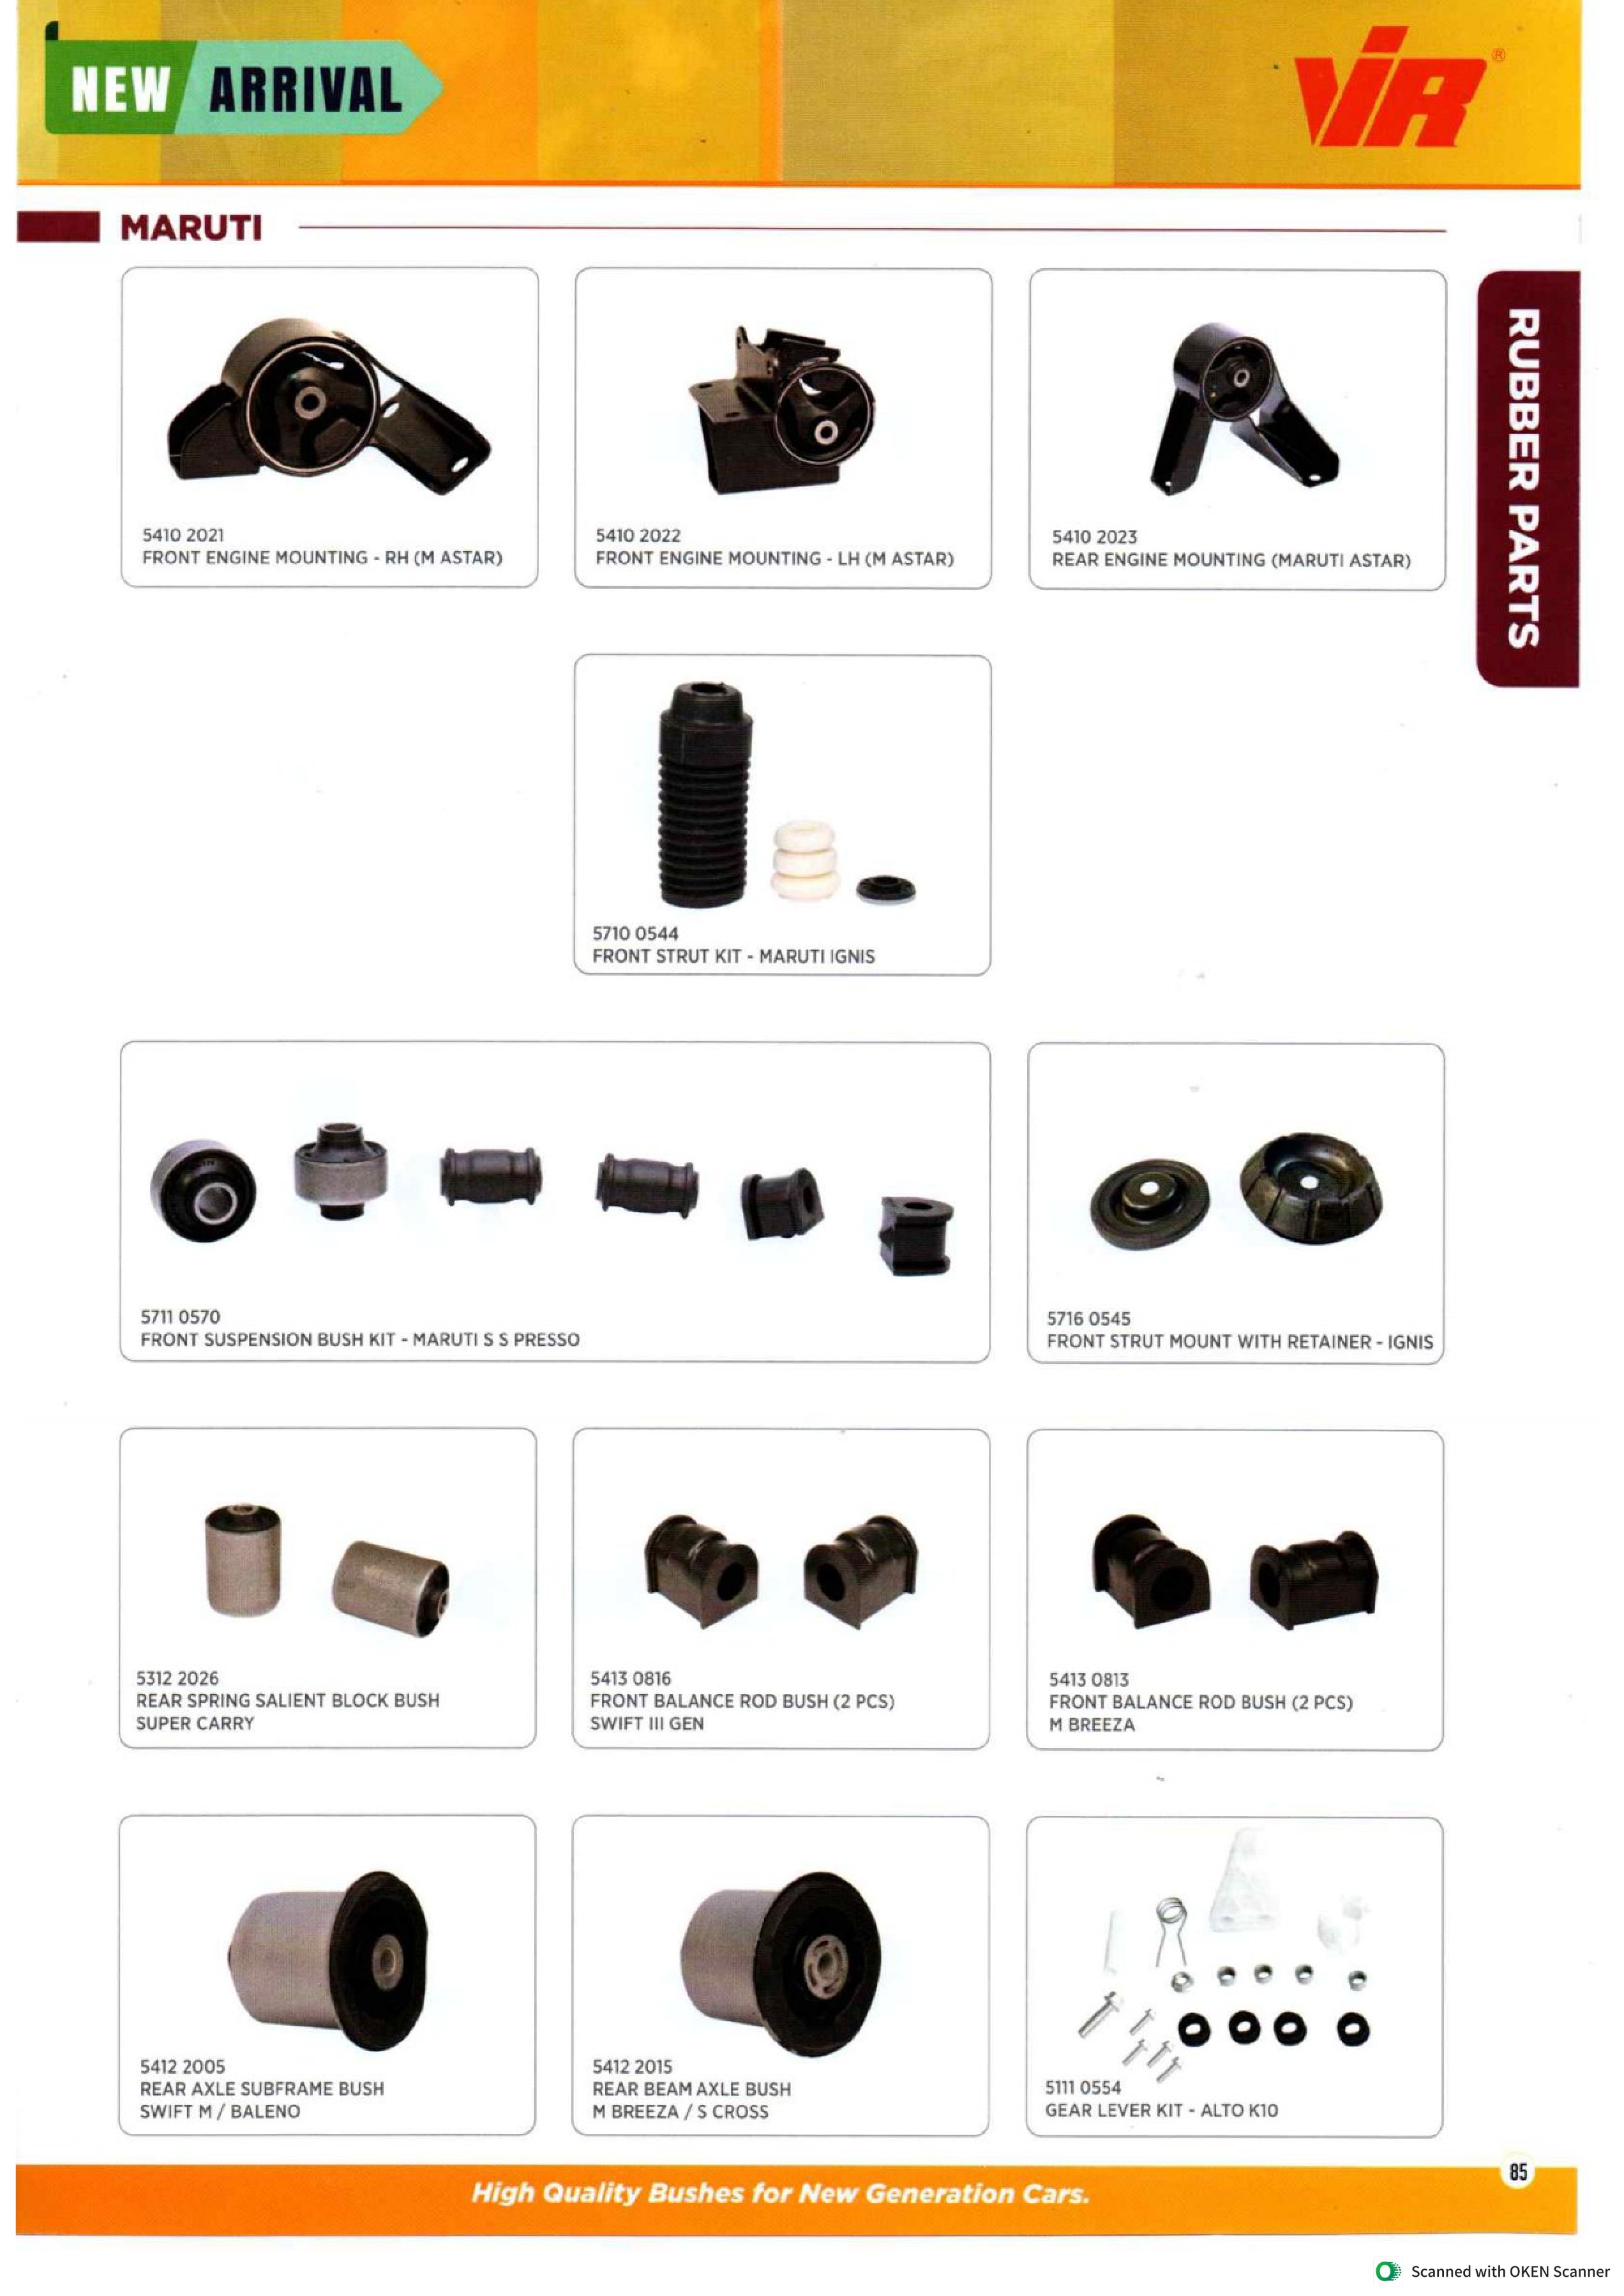 NEW ARRIVAL
VIR®
MARUTI
RUBBER PARTS
5410 2021
FRONT ENGINE MOUNTING - RH (M ASTAR)
5410 2022
FRONT ENGINE MOUNTING - LH (M ASTAR)
5410 2023
REAR ENGINE MOUNTING (MARUTI ASTAR)
5710 0544
FRONT STRUT KIT - MARUTI IGNIS
5711 0570
FRONT SUSPENSION BUSH KIT - MARUTI S S PRESSO
5716 0545
FRONT STRUT MOUNT WITH RETAINER - IGNIS
5312 2026
REAR SPRING SALIENT BLOCK BUSH
SUPER CARRY
5413 0816
FRONT BALANCE ROD BUSH (2 PCS)
SWIFT III GEN
5413 0813
FRONT BALANCE ROD BUSH (2 PCS)
M BREEZA
5412 2005
REAR AXLE SUBFRAME BUSH
SWIFT M / BALENO
5412 2015
REAR BEAM AXLE BUSH
M BREEZA / S CROSS
5111 0554
GEAR LEVER KIT - ALTO K10
85
High Quality Bushes for New Generation Cars.
Scanned with OKEN Scanner